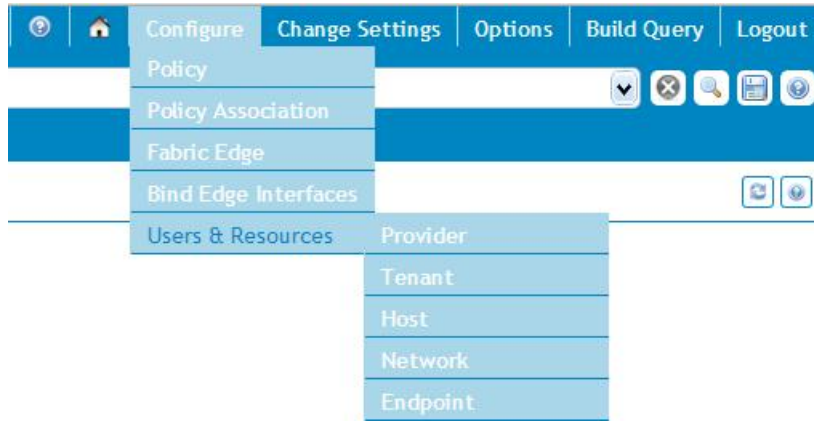 Configure Change Settings Options Build Query Logout
Policy
Policy Association
Fabric Edge
Bind Edge Interfaces
Users & Resources Provider
Tenant
Host
Network
Endpoint